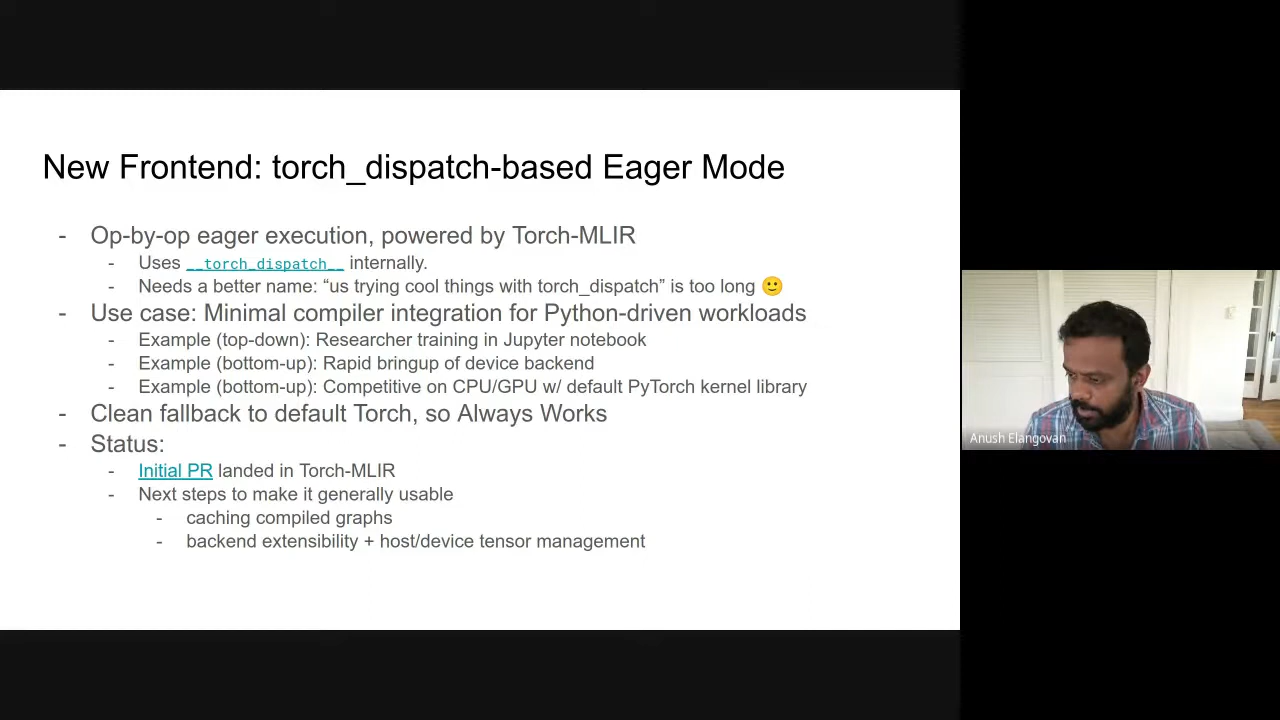 New Frontend: torch_dispatch-based Eager Mode
- Op-by-op eager execution, powered by Torch-MLIR
- Uses __torch_dispatch__ internally.
- Needs a better name: “us trying cool things with torch_dispatch” is too long 🙂
- Use case: Minimal compiler integration for Python-driven workloads
- Example (top-down): Researcher training in Jupyter notebook
- Example (bottom-up): Rapid bringup of device backend
- Example (bottom-up): Competitive on CPU/GPU w/ default PyTorch kernel library
- Clean fallback to default Torch, so Always Works
- Status:
- Initial PR landed in Torch-MLIR
- Next steps to make it generally usable
- caching compiled graphs
- backend extensibility + host/device tensor management
Anush Elangovan